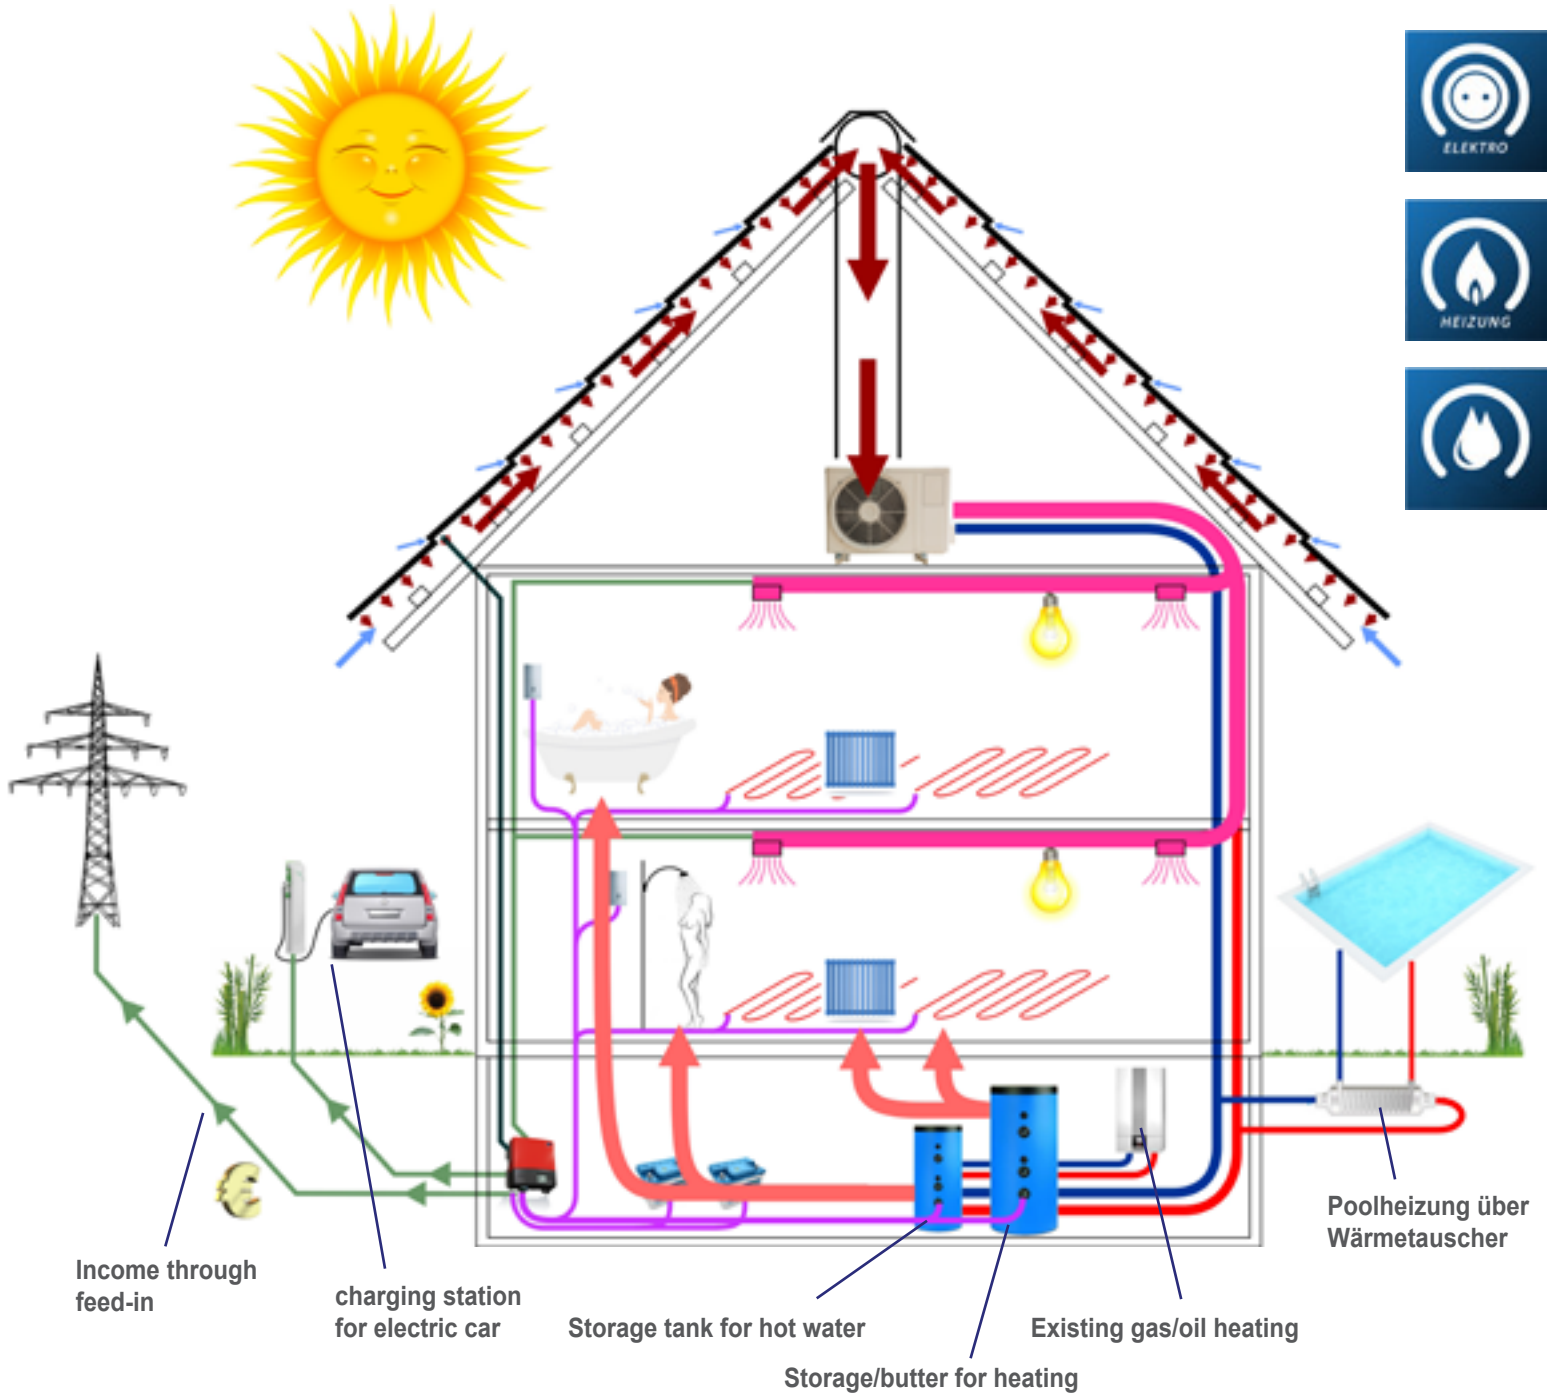 ELEKTRO
HEIZUNG
Income through
feed-in
charging station
for electric car
Storage tank for hot water
Storage/butter for heating
Existing gas/oil heating
Poolheizung über
Wärmetauscher